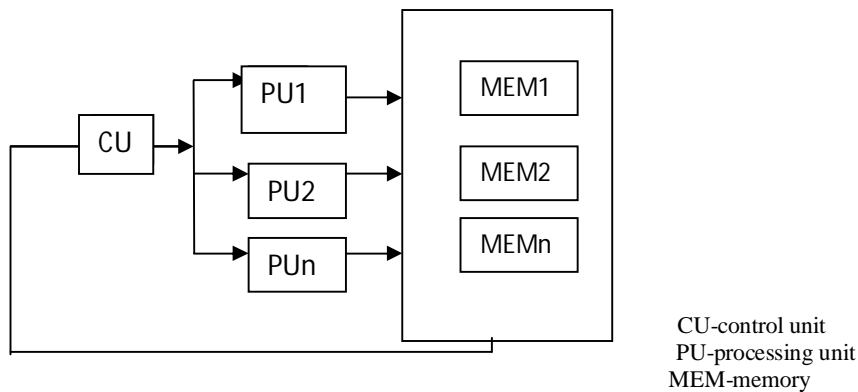 PU1
MEM1
CU
PU2
MEM2
PUn
MEMn
CU-control unit
PU-processing unit
MEM-memory